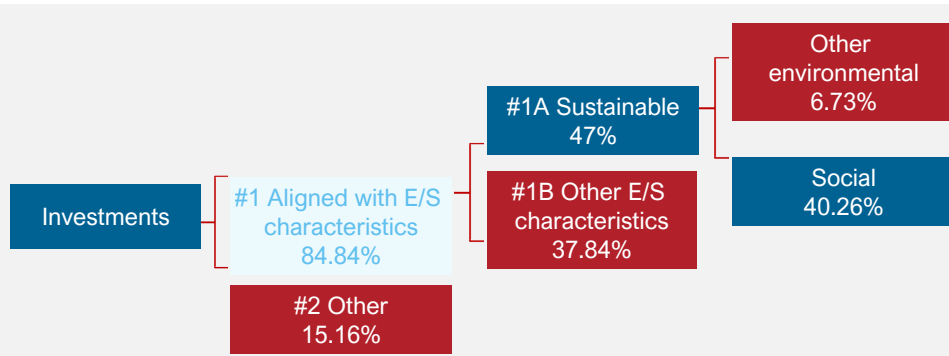 Investments
#1 Aligned with E/S
characteristics
84.84%
#2 Other
15.16%
#1A Sustainable
47%
#1B Other E/S
characteristics
37.84%
Other
environmental
6.73%
Social
40.26%